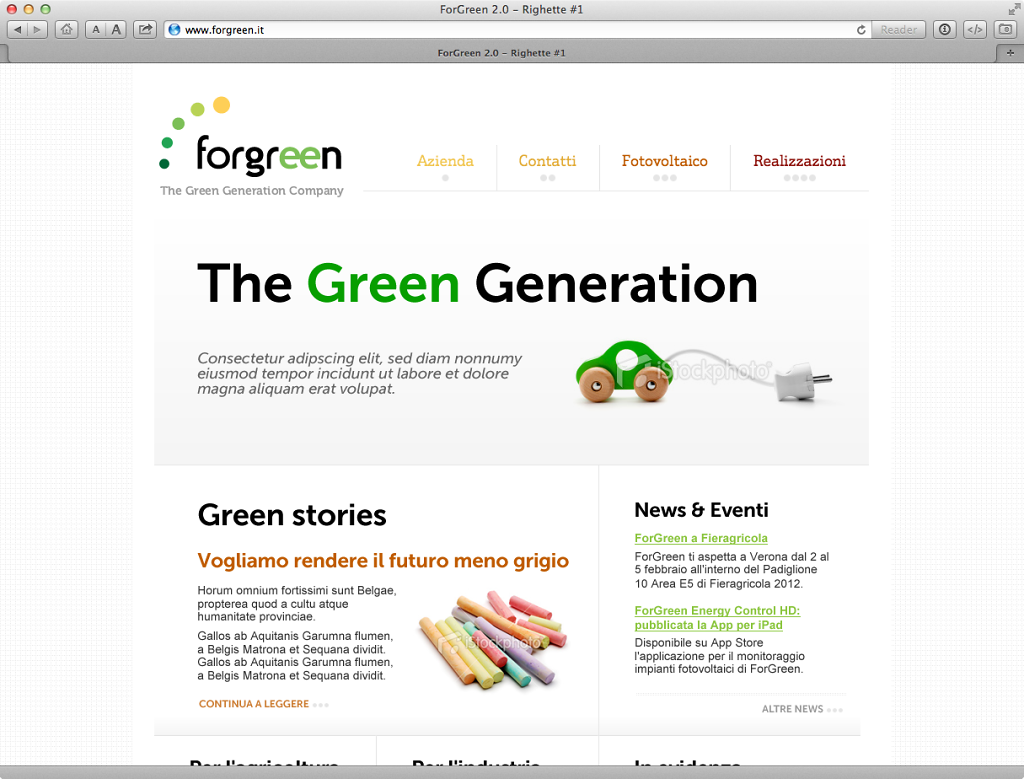 ForGreen 2.0 – Righette #1
A A
www.forgreen.it
Reader
ForGreen 2.0 – Righette #1
forgreen
The Green Generation Company
Azienda
Contatti
Fotovoltaico
Realizzazioni
The Green Generation
Consectetur adipscing elit, sed diam nonnumy
eiusmod tempor incidunt ut labore et dolore
magna aliquam erat volupat.
iStockphoto
Green stories
Vogliamo rendere il futuro meno grigio
Horum omnium fortissimi sunt Belgae,
propterea quod a cultu atque
humanitate provinciae.
Gallos ab Aquitanis Garumna flumen,
a Belgis Matrona et Sequana dividit.
Gallos ab Aquitanis Garumna flumen,
a Belgis Matrona et Sequana dividit.
iStockphoto
CONTINUA A LEGGERE
News & Eventi
ForGreen a Fieragricola
ForGreen ti aspetta a Verona dal 2 al
5 febbraio all'interno del Padiglione
10 Area E5 di Fieragricola 2012.
ForGreen Energy Control HD:
pubblicata la App per iPad
Disponibile su App Store
l'applicazione per il monitoraggio
impianti fotovoltaici di ForGreen.
ALTRE NEWS
Per l'agricoltura
Per l'industria
In evidenza